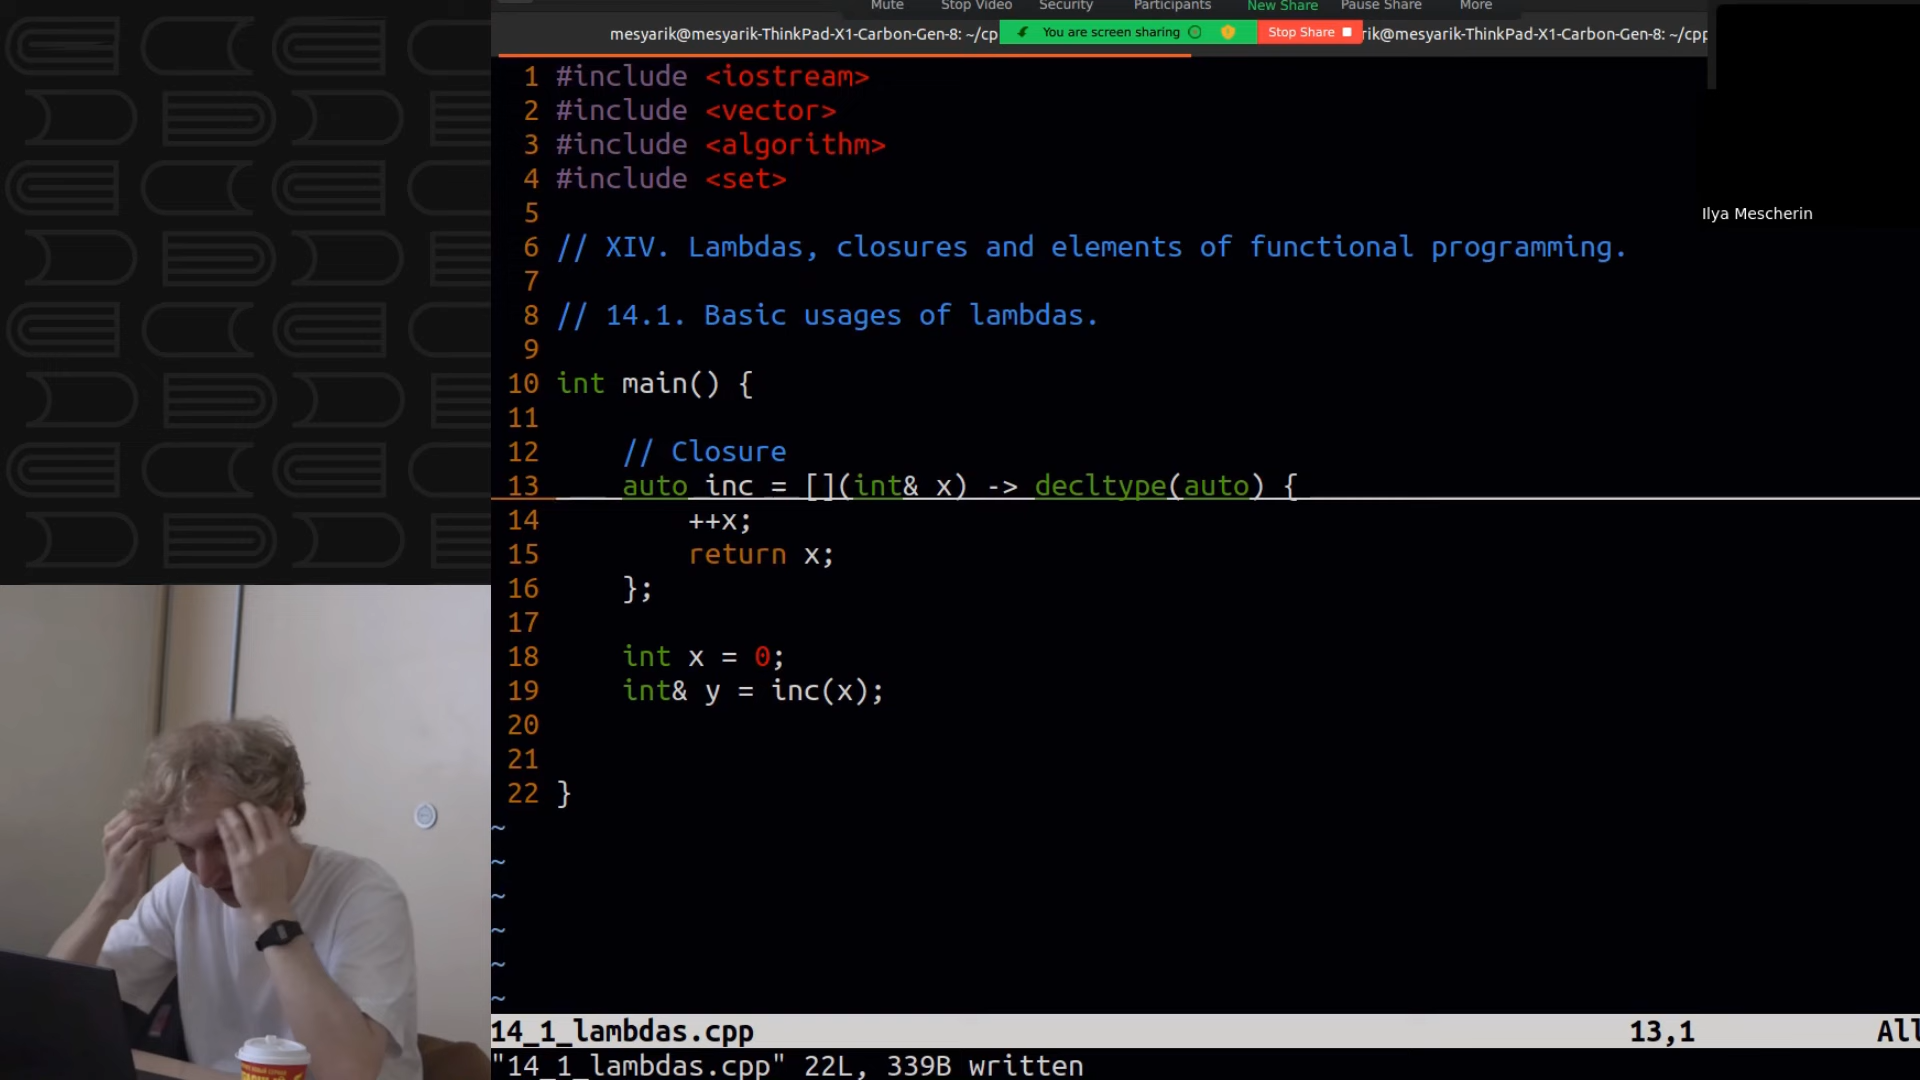 Mute Stop Video Security Participants New Share Pause Share More
mesyarik@mesyarik-ThinkPad-X1-Carbon-Gen-8: ~/cp You are screen sharing Stop Share rik@mesyarik-ThinkPad-X1-Carbon-Gen-8: ~/cpp
Ilya Mescherin
1 #include <iostream>
2 #include <vector>
3 #include <algorithm>
4 #include <set>
5
6 // XIV. Lambdas, closures and elements of functional programming.
7
8 // 14.1. Basic usages of lambdas.
9
10 int main() {
11
12     // Closure
13     auto inc = [](int& x) -> decltype(auto) {
14         ++x;
15         return x;
16     };
17
18     int x = 0;
19     int& y = inc(x);
20
21
22 }
~
~
~
~
~
~
14_1_lambdas.cpp 13,1 All
"14_1_lambdas.cpp" 22L, 339B written